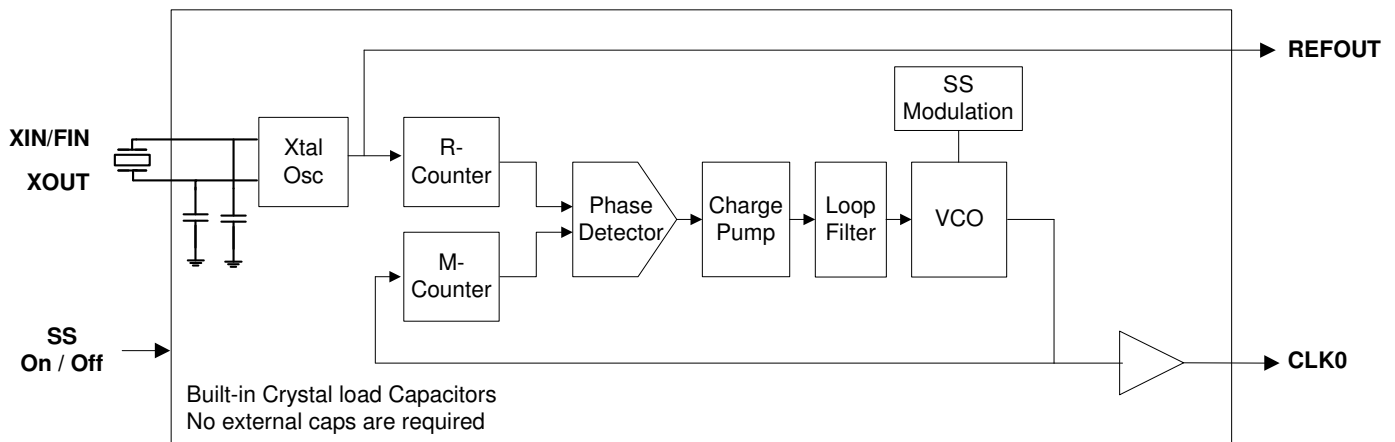 REFOUT
SS
Modulation
XIN/FIN
XOUT
Xtal
Osc
R-
Counter
Phase
Detector
Charge
Pump
Loop
Filter
VCO
M-
Counter
SS
On / Off
CLK0
Built-in Crystal load Capacitors
No external caps are required